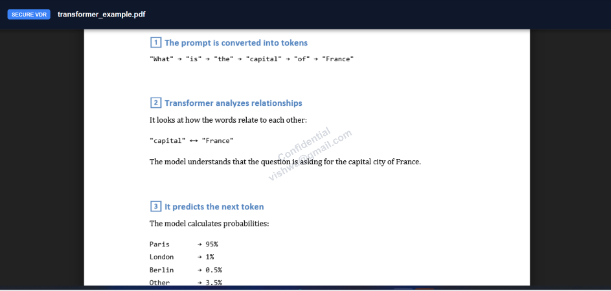 SECURE VDR transformer_example.pdf
1 The prompt is converted into tokens
"What" → "is" → "the" → "capital" → "of" → "France"
2 Transformer analyzes relationships
It looks at how the words relate to each other:
"capital" ↔ "France"
Confidential
The model understands that the question is asking for the capital city of France.
3 It predicts the next token
The model calculates probabilities:
Paris → 95%
London → 1%
Berlin → 0.5%
Other → 3.5%